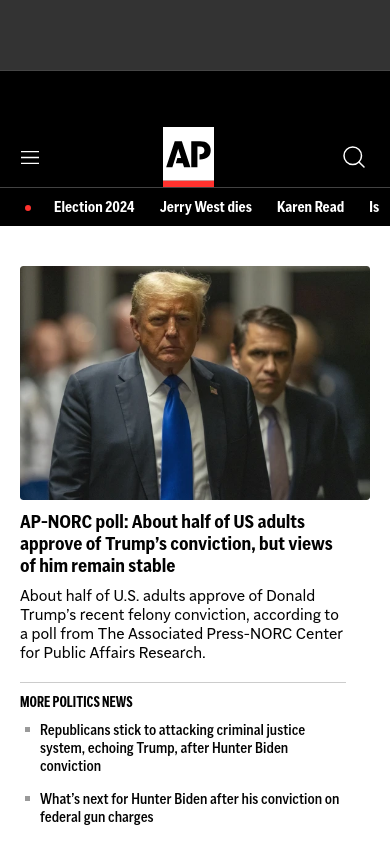 AP
Election 2024 Jerry West dies Karen Read Is
AP-NORC poll: About half of US adults
approve of Trump’s conviction, but views
of him remain stable
About half of U.S. adults approve of Donald
Trump’s recent felony conviction, according to
a poll from The Associated Press-NORC Center
for Public Affairs Research.
MORE POLITICS NEWS
Republicans stick to attacking criminal justice
system, echoing Trump, after Hunter Biden
conviction
What’s next for Hunter Biden after his conviction on
federal gun charges